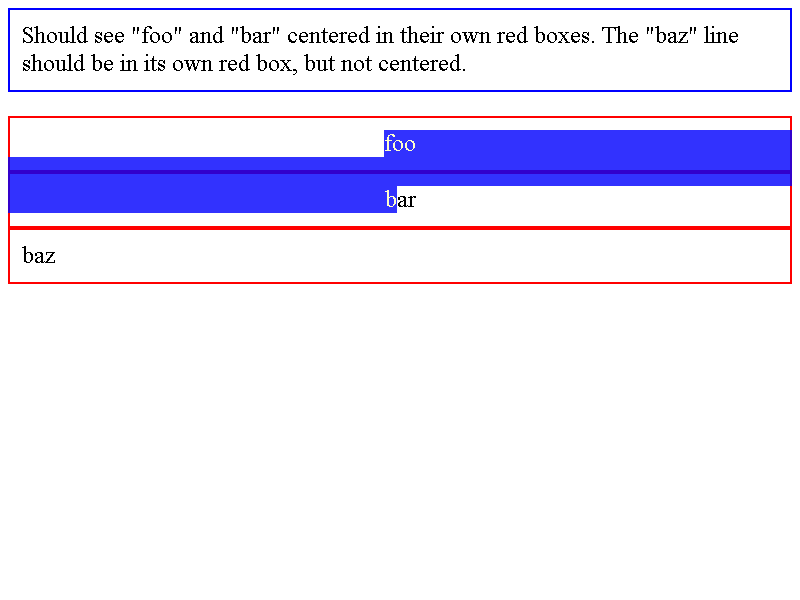 Should see "foo" and "bar" centered in their own red boxes. The "baz" line
should be in its own red box, but not centered.
foo
bar
baz